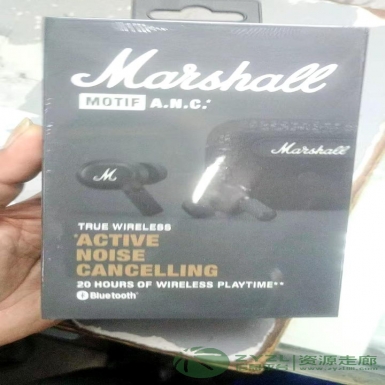 Marshall
MOTIF A.N.C.*
Marshall
M
TRUE WIRELESS
*ACTIVE
NOISE
CANCELLING
20 HOURS OF WIRELESS PLAYTIME**
Bluetooth®
资源走廊